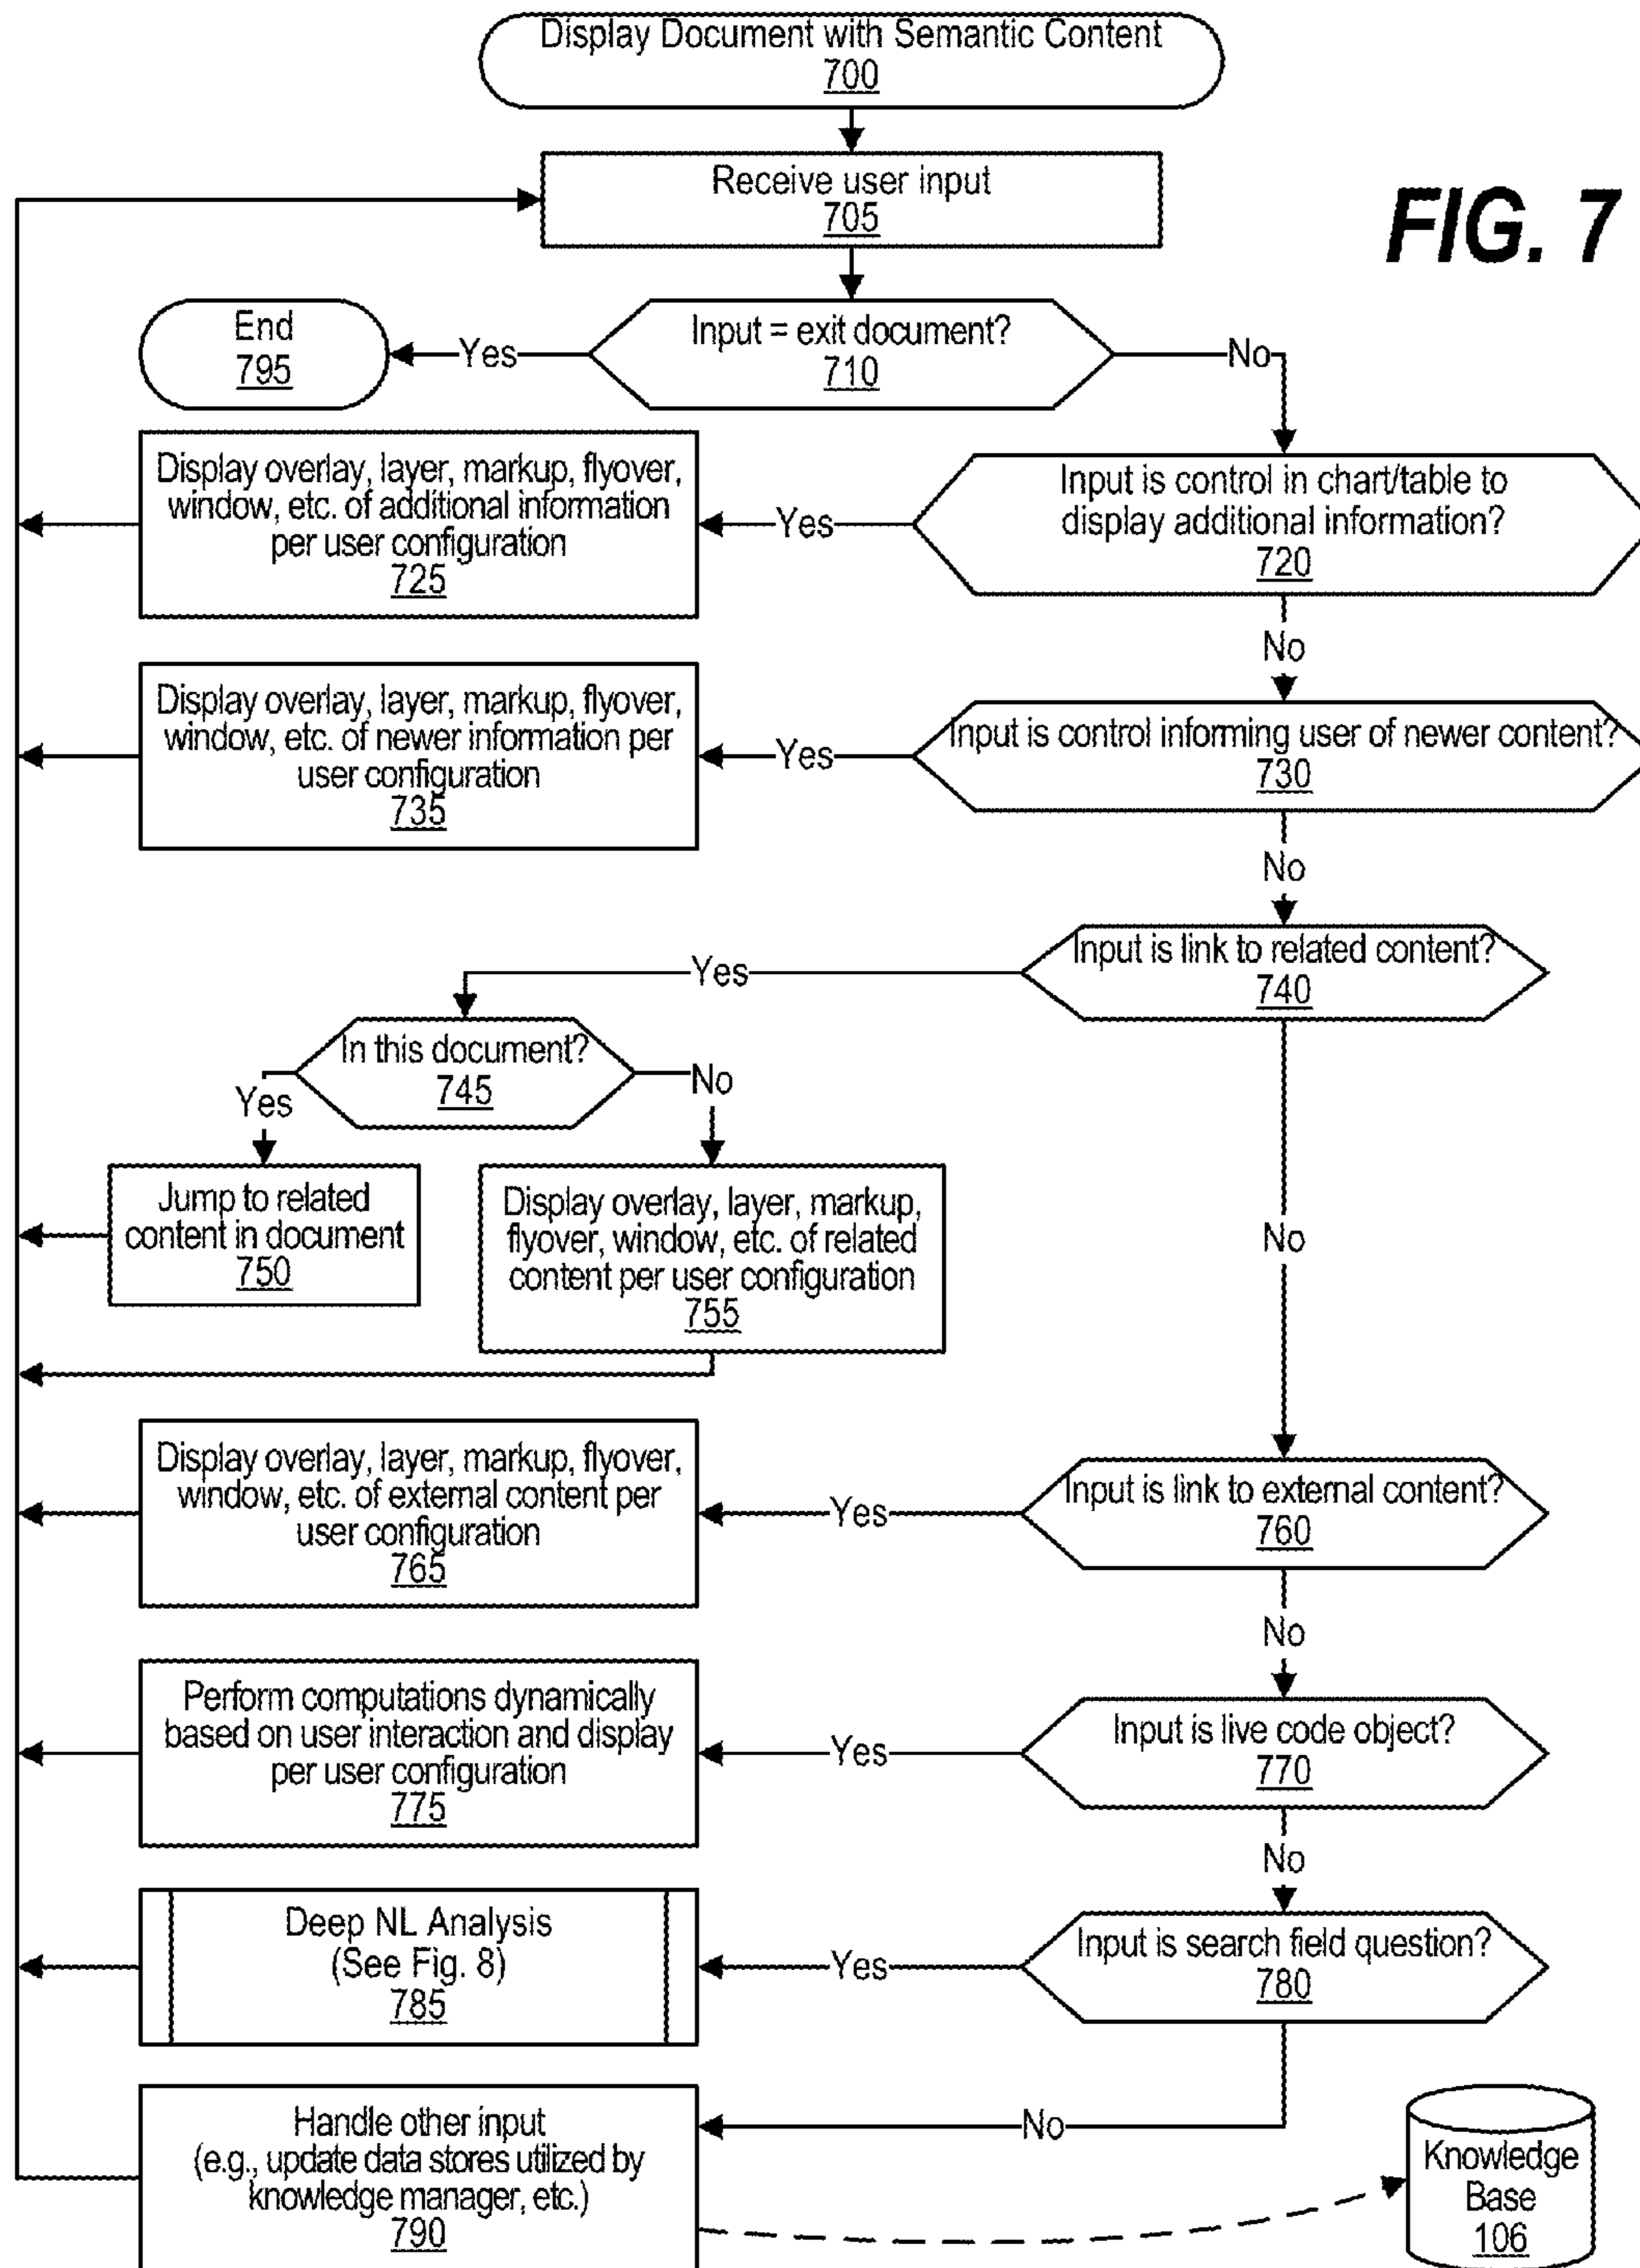 Display Document with Semantic Content
700
Receive user input
705
FIG. 7
End
795
Yes
Input = exit document?
710
No
Display overlay, layer, markup, flyover,
window, etc. of additional information
per user configuration
725
Yes
Input is control in chart/table to
display additional information?
720
No
Display overlay, layer, markup, flyover,
window, etc. of newer information per
user configuration
735
Yes
Input is control informing user of newer content?
730
No
Yes
Input is link to related content?
740
In this document?
745
Yes
No
Jump to related
content in document
750
Display overlay, layer, markup,
flyover, window, etc. of related
content per user configuration
755
No
Display overlay, layer, markup, flyover,
window, etc. of external content per
user configuration
765
Yes
Input is link to external content?
760
No
Perform computations dynamically
based on user interaction and display
per user configuration
775
Yes
Input is live code object?
770
No
Deep NL Analysis
(See Fig. 8)
785
Yes
Input is search field question?
780
Handle other input
(e.g., update data stores utilized by
knowledge manager, etc.)
790
No
Knowledge
Base
106